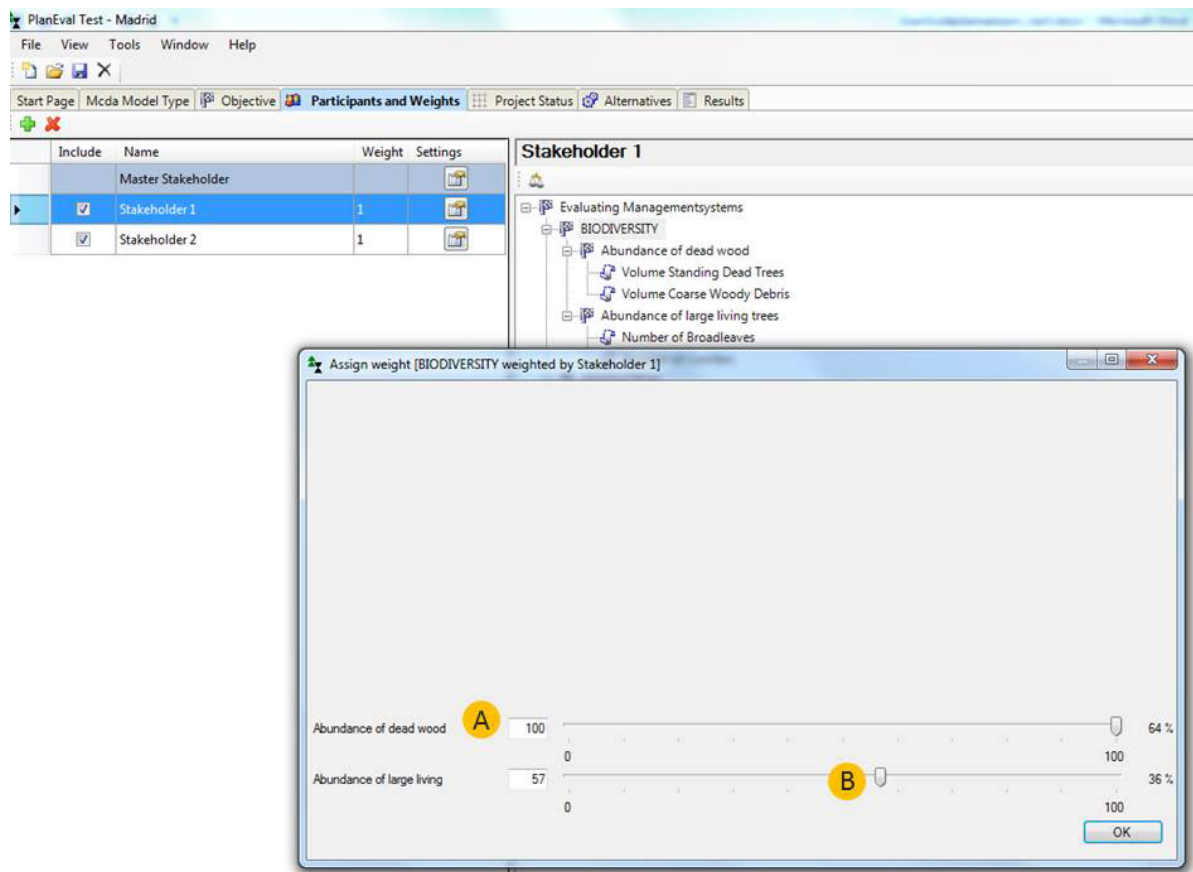 PlanEval Test - Madrid
File View Tools Window Help
Start Page Mcda Model Type Objective Participants and Weights Project Status Alternatives Results
Include Name Weight Settings
Master Stakeholder
Stakeholder 1 1
Stakeholder 2 1
Stakeholder 1
Evaluating Managementsystems
BIODIVERSITY
Abundance of dead wood
Volume Standing Dead Trees
Volume Coarse Woody Debris
Abundance of large living trees
Number of Broadleaves
Assign weight [BIODIVERSITY weighted by Stakeholder 1]
Abundance of dead wood A 100 64 %
0 100
Abundance of large living 57 B 36 %
0 100
OK